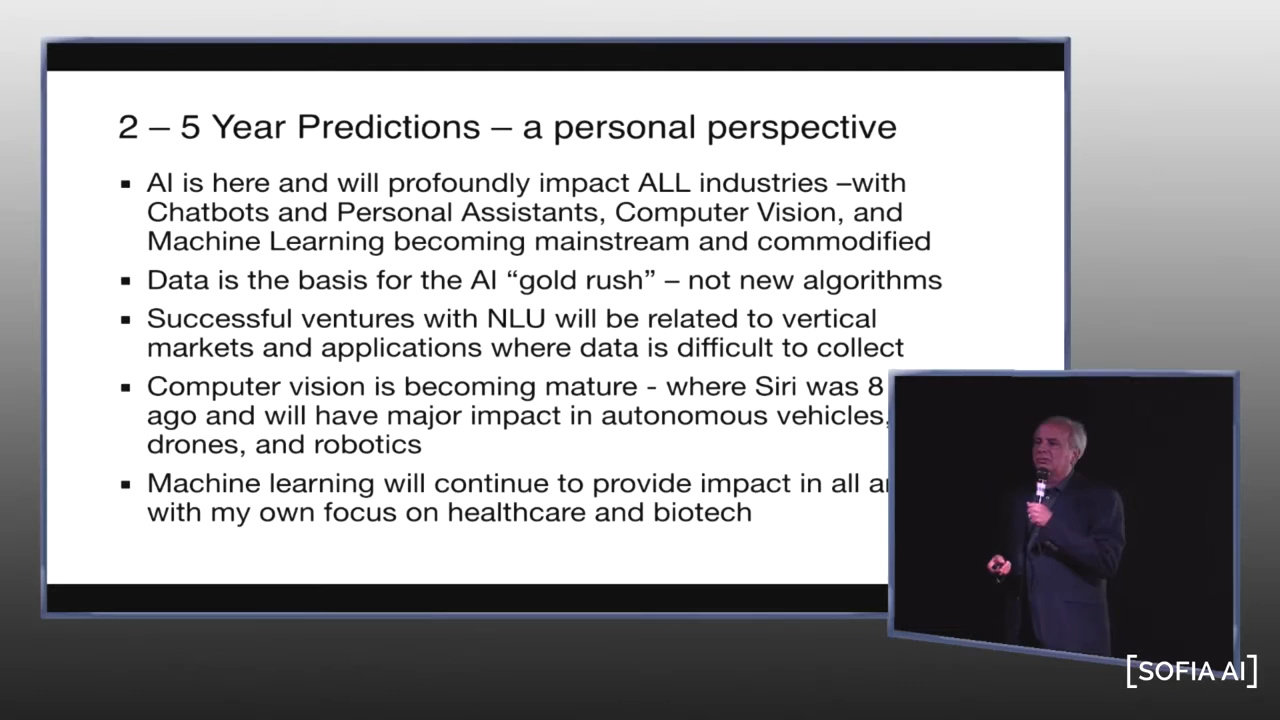 2 – 5 Year Predictions – a personal perspective
▪ AI is here and will profoundly impact ALL industries –with
Chatbots and Personal Assistants, Computer Vision, and
Machine Learning becoming mainstream and commodified
▪ Data is the basis for the AI “gold rush” – not new algorithms
▪ Successful ventures with NLU will be related to vertical
markets and applications where data is difficult to collect
▪ Computer vision is becoming mature - where Siri was 8
ago and will have major impact in autonomous vehicles,
drones, and robotics
▪ Machine learning will continue to provide impact in all
with my own focus on healthcare and biotech
[SOFIA AI]